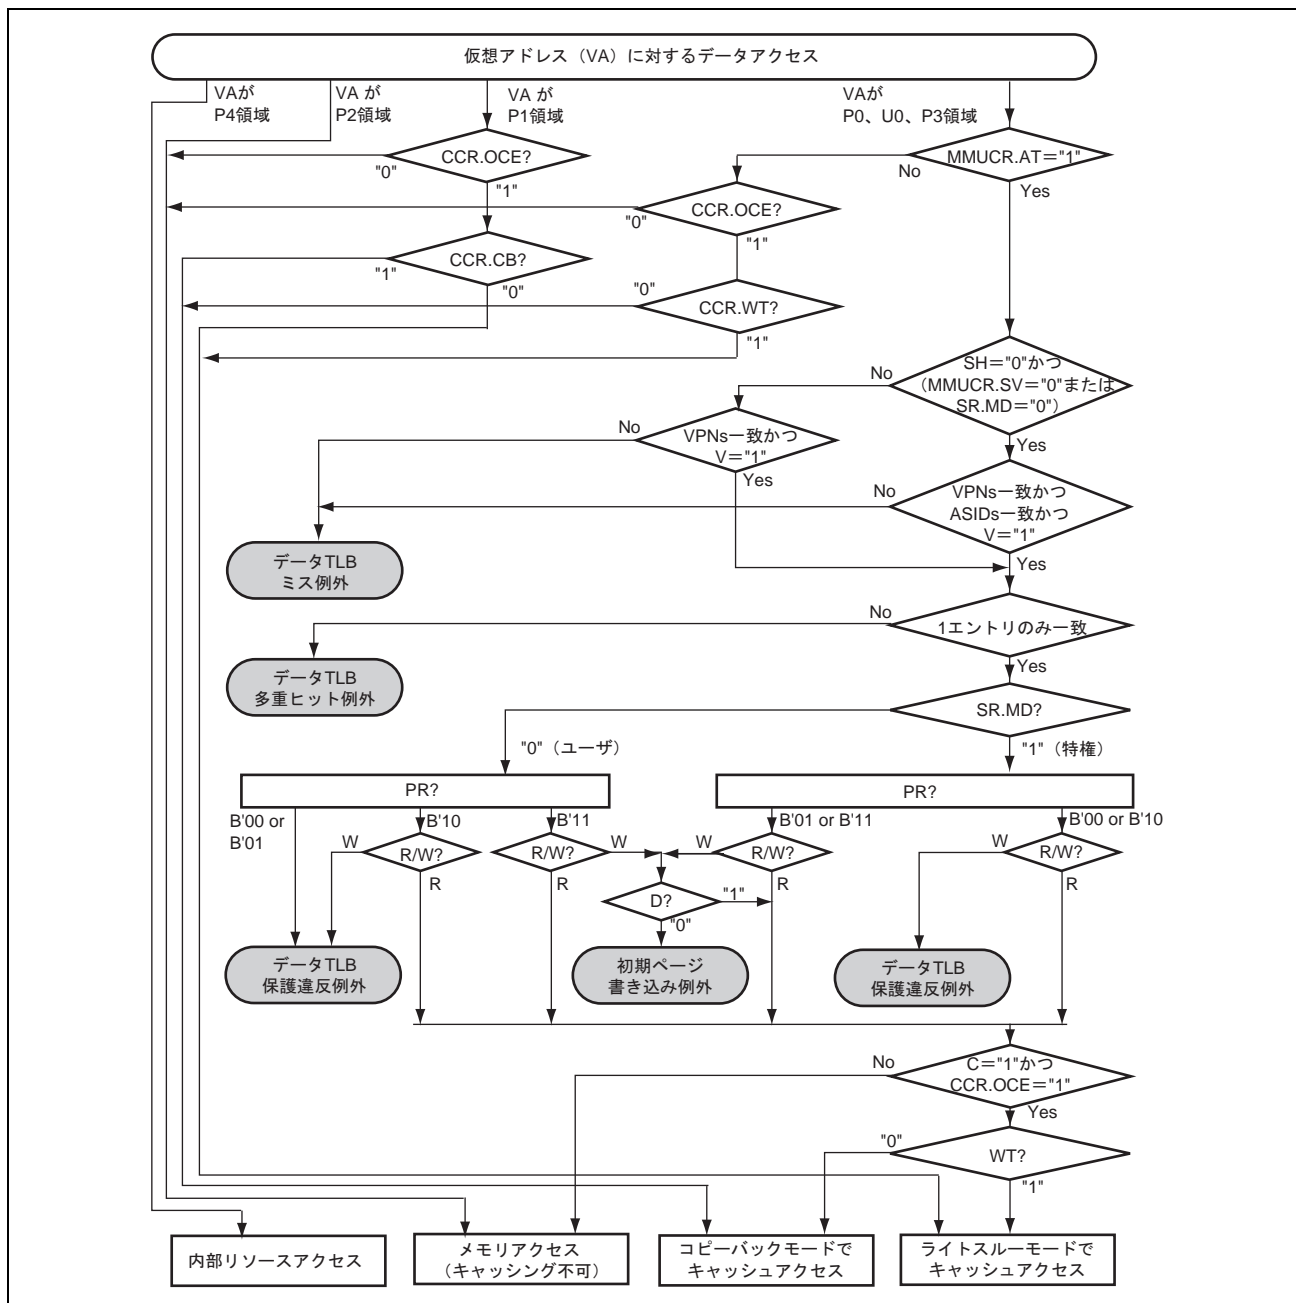 仮想アドレス（VA）に対するデータアクセス
VAが
P4領域
VA が
P2領域
VA が
P1領域
VAが
P0、U0、P3領域
CCR.OCE?
"0"
"1"
MMUCR.AT＝"1"
No
Yes
CCR.OCE?
"0"
"1"
CCR.CB?
"1"
"0"
CCR.WT?
"0"
"1"
SH＝"0"かつ
（MMUCR.SV＝"0"または
SR.MD＝"0"）
No
Yes
VPNs一致かつ
V＝"1"
No
Yes
VPNs一致かつ
ASIDs一致かつ
V＝"1"
No
Yes
データTLB
ミス例外
1エントリのみ一致
No
Yes
データTLB
多重ヒット例外
SR.MD?
"0"（ユーザ）
"1"（特権）
PR?
PR?
B'00 or
B'01
B'10
B'11
B'01 or B'11
B'00 or B'10
W
R/W?
R
R/W?
W
R
W
R/W?
R
W
R/W?
R
D?
"1"
"0"
データTLB
保護違反例外
初期ページ
書き込み例外
データTLB
保護違反例外
C＝"1"かつ
CCR.OCE＝"1"
No
Yes
WT?
"0"
"1"
内部リソースアクセス
メモリアクセス
（キャッシング不可）
コピーバックモードで
キャッシュアクセス
ライトスルーモードで
キャッシュアクセス